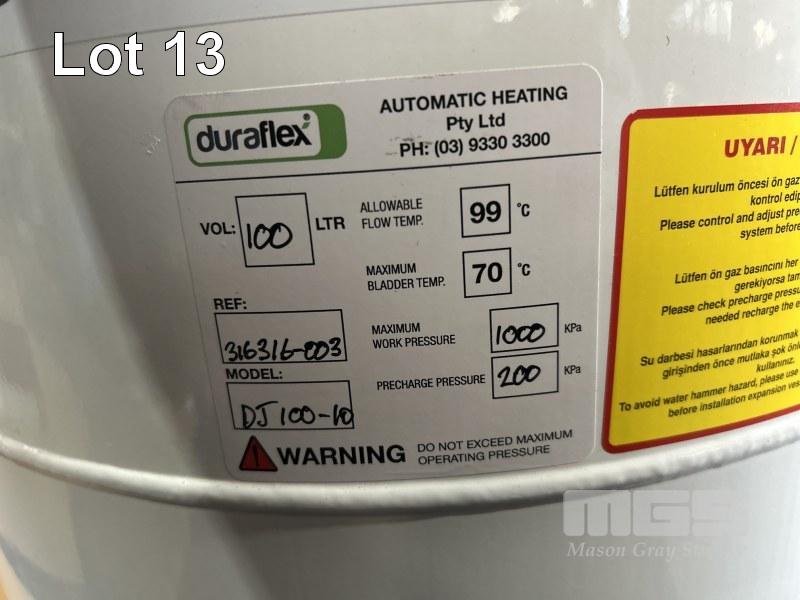 Lot 13
duraflex
AUTOMATIC HEATING
Pty Ltd
PH: (03) 9330 3300
VOL: 100 LTR
ALLOWABLE
FLOW TEMP. 99 °C
MAXIMUM
BLADDER TEMP. 70 °C
REF:
316316-003
MAXIMUM
WORK PRESSURE 1000 KPa
MODEL:
DJ 100-10
PRECHARGE PRESSURE 200 KPa
WARNING DO NOT EXCEED MAXIMUM
OPERATING PRESSURE
UYARI /
Lütfen kurulum öncesi ön gaz
kontrol edip
Please control and adjust pre
system before
Lütfen ön gaz basıncını her
gerekiyorsa tam
Please check precharge pressu
needed recharge the e
Su darbesi hasarlarından korunmak
girişinden önce mutlaka şok önle
kullanınız.
To avoid water hammer hazard, please use
before installation expansion ves
MGS
Mason Gray St